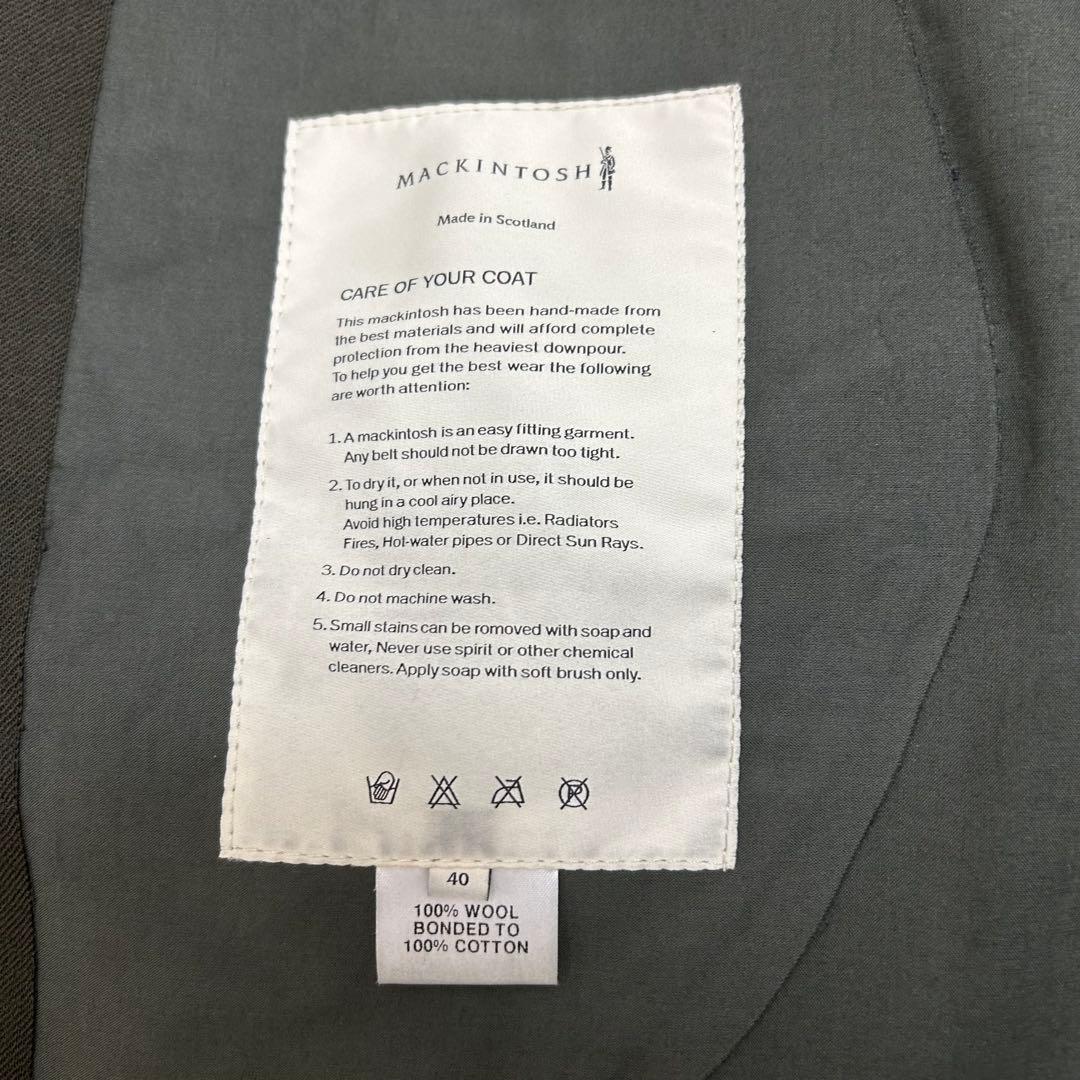 MACKINTOSH
Made in Scotland
CARE OF YOUR COAT
This mackintosh has been hand-made from
the best materials and will afford complete
protection from the heaviest downpour.
To help you get the best wear the following
are worth attention:
1. A mackintosh is an easy fitting garment.
Any belt should not be drawn too tight.
2. To dry it, or when not in use, it should be
hung in a cool airy place.
Avoid high temperatures i.e. Radiators
Fires, Hot-water pipes or Direct Sun Rays.
3. Do not dry clean.
4. Do not machine wash.
5. Small stains can be romoved with soap and
water, Never use spirit or other chemical
cleaners. Apply soap with soft brush only.
P
40
100% WOOL
BONDED TO
100% COTTON